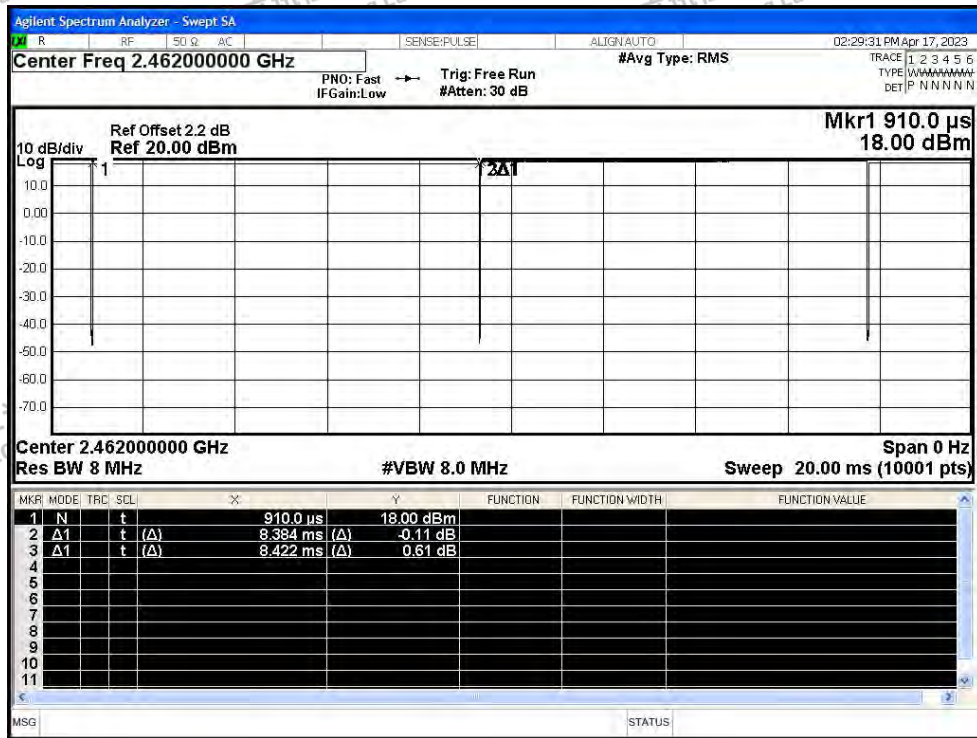 Agilent Spectrum Analyzer - Swept SA
LXI R RF 50 Ω AC SENSE:PULSE ALIGNAUTO 02:29:31 PM Apr 17, 2023
Center Freq 2.462000000 GHz #Avg Type: RMS TRACE 1 2 3 4 5 6
PNO: Fast Trig: Free Run TYPE
IFGain:Low #Atten: 30 dB DET P N N N N N
Ref Offset 2.2 dB Mkr1 910.0 µs
10 dB/div Ref 20.00 dBm 18.00 dBm
Log
1 2Δ1
10.0
0.00
-10.0
-20.0
-30.0
-40.0
-50.0
-60.0
-70.0
Center 2.462000000 GHz Span 0 Hz
Res BW 8 MHz #VBW 8.0 MHz Sweep 20.00 ms (10001 pts)
MKR MODE TRC SCL X Y FUNCTION FUNCTION WIDTH FUNCTION VALUE
1 N t 910.0 µs 18.00 dBm
2 Δ1 t (Δ) 8.384 ms (Δ) -0.11 dB
3 Δ1 t (Δ) 8.422 ms (Δ) 0.61 dB
4
5
6
7
8
9
10
11
MSG STATUS